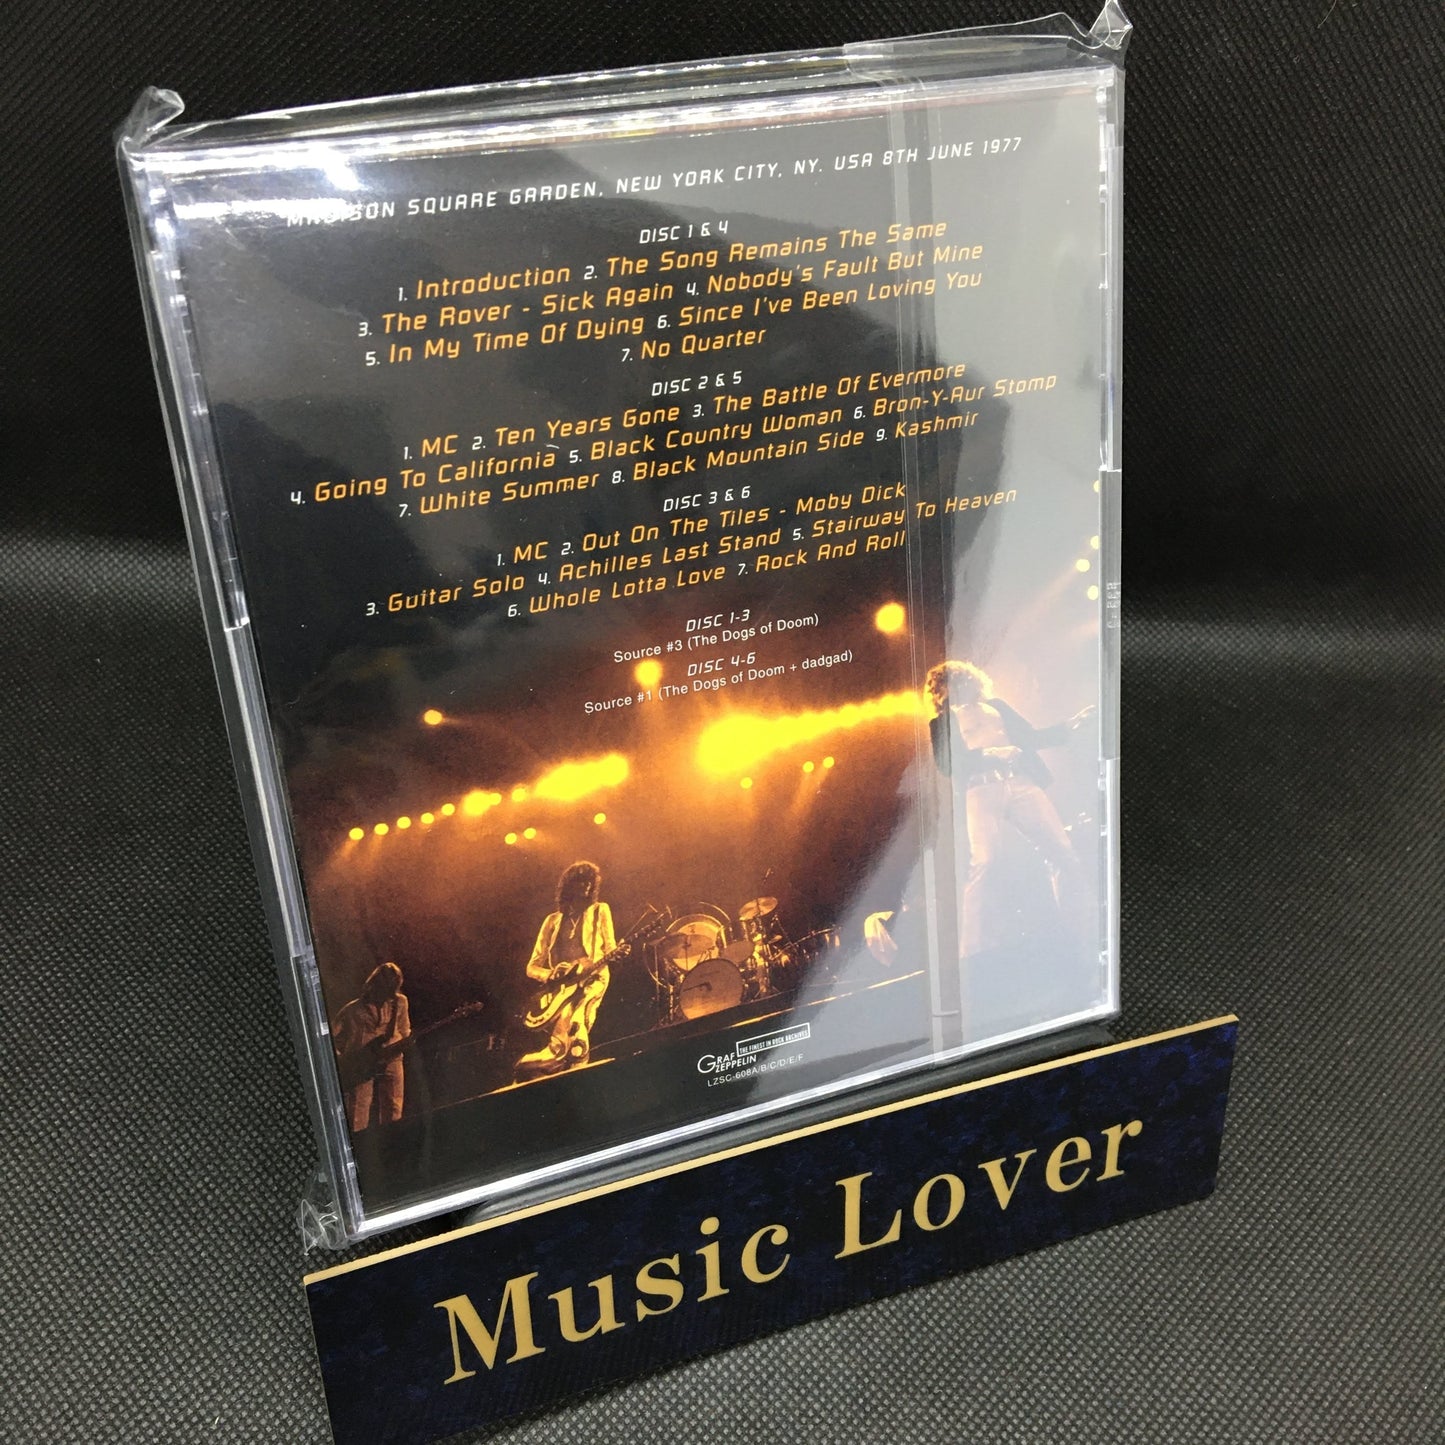 MADISON SQUARE GARDEN, NEW YORK CITY, NY. USA 8TH JUNE 1977
DISC 1 & 4
1. Introduction 2. The Song Remains The Same
3. The Rover - Sick Again 4. Nobody's Fault But Mine
5. In My Time Of Dying 6. Since I've Been Loving You
7. No Quarter
DISC 2 & 5
1. MC 2. Ten Years Gone 3. The Battle Of Evermore
4. Going To California 5. Black Country Woman 6. Bron-Y-Aur Stomp
7. White Summer 8. Black Mountain Side 9. Kashmir
DISC 3 & 6
1. MC 2. Out On The Tiles - Moby Dick
3. Guitar Solo 4. Achilles Last Stand 5. Stairway To Heaven
6. Whole Lotta Love 7. Rock And Roll
DISC 1-3
Source #3 (The Dogs of Doom)
DISC 4-6
Source #1 (The Dogs of Doom + dadgad)
GRAF ZEPPELIN THE FINEST IN ROCK ARCHIVES
LZSC-608A/B/C/D/E/F
Music Lover